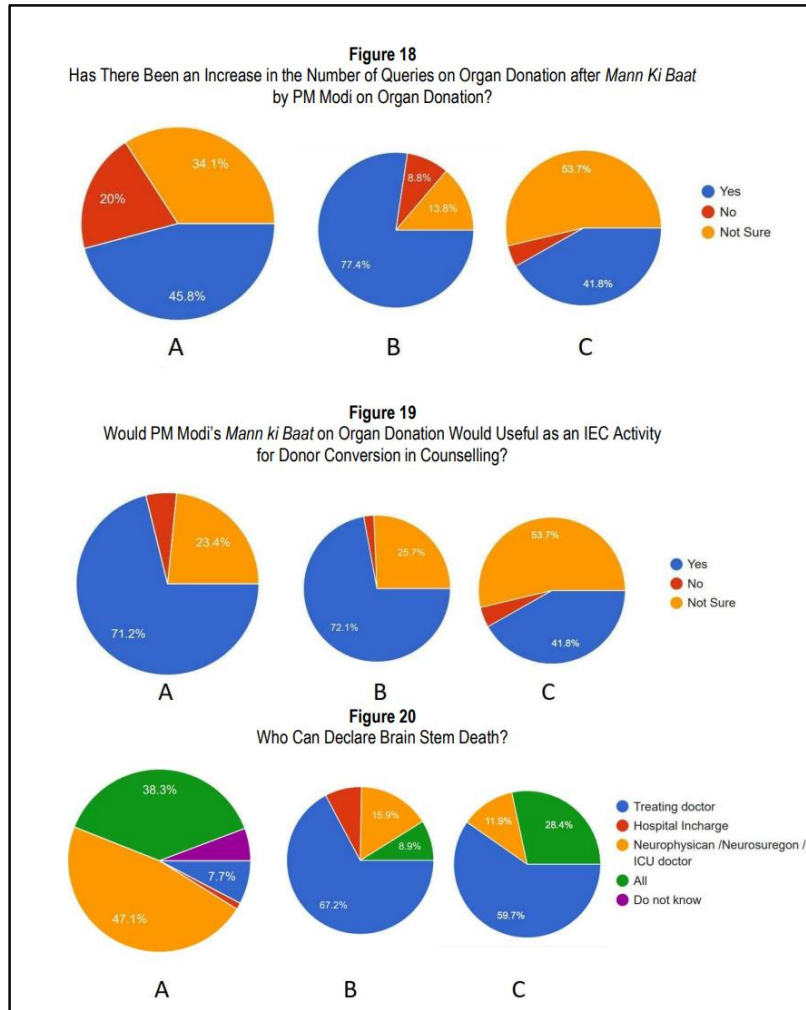 Figure 18
Has There Been an Increase in the Number of Queries on Organ Donation after Mann Ki Baat
by PM Modi on Organ Donation?
34.1%
20%
45.8%
8.8%
13.8%
77.4%
53.7%
41.8%
Yes
No
Not Sure
A
B
C
Figure 19
Would PM Modi's Mann ki Baat on Organ Donation Would Useful as an IEC Activity
for Donor Conversion in Counselling?
23.4%
71.2%
25.7%
72.1%
53.7%
41.8%
Yes
No
Not Sure
A
B
C
Figure 20
Who Can Declare Brain Stem Death?
38.3%
7.7%
47.1%
15.9%
8.9%
67.2%
11.9%
28.4%
59.7%
Treating doctor
Hospital Incharge
Neurophysican /Neurosuregon /
ICU doctor
All
Do not know
A
B
C